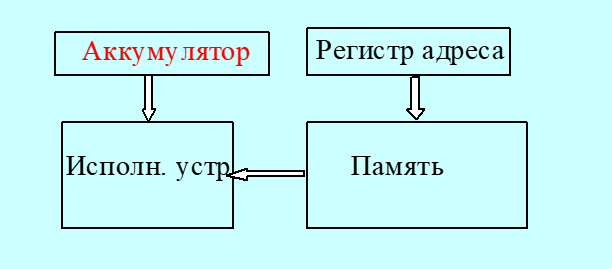 Аккумулятор
Регистр адреса
Исполн. устр
Память